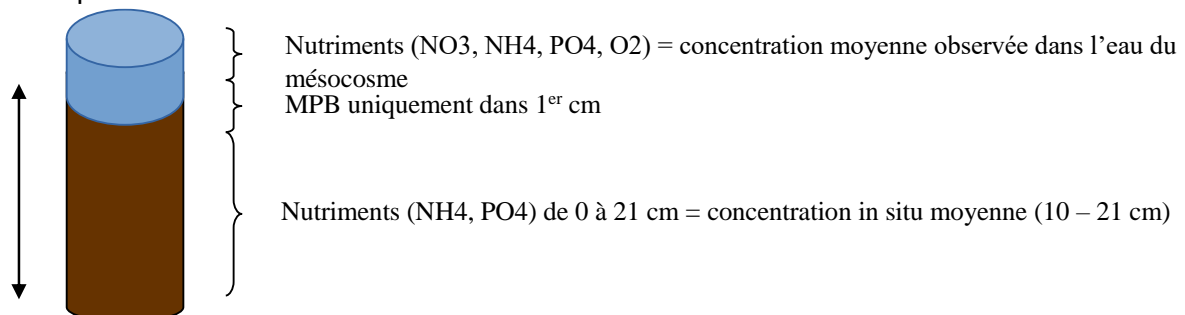 Nutriments (NO3, NH4, PO4, O2) = concentration moyenne observée dans l’eau du
mésocosme
MPB uniquement dans 1er cm
Nutriments (NH4, PO4) de 0 à 21 cm = concentration in situ moyenne (10 – 21 cm)